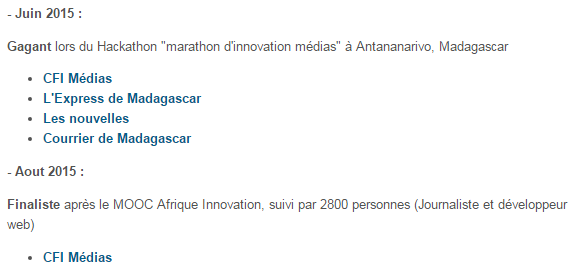 - Juin 2015 :
Gagant lors du Hackathon "marathon d'innovation médias" à Antananarivo, Madagascar
• CFI Médias
• L'Express de Madagascar
• Les nouvelles
• Courrier de Madagascar
- Aout 2015 :
Finaliste après le MOOC Afrique Innovation, suivi par 2800 personnes (Journaliste et développeur
web)
• CFI Médias